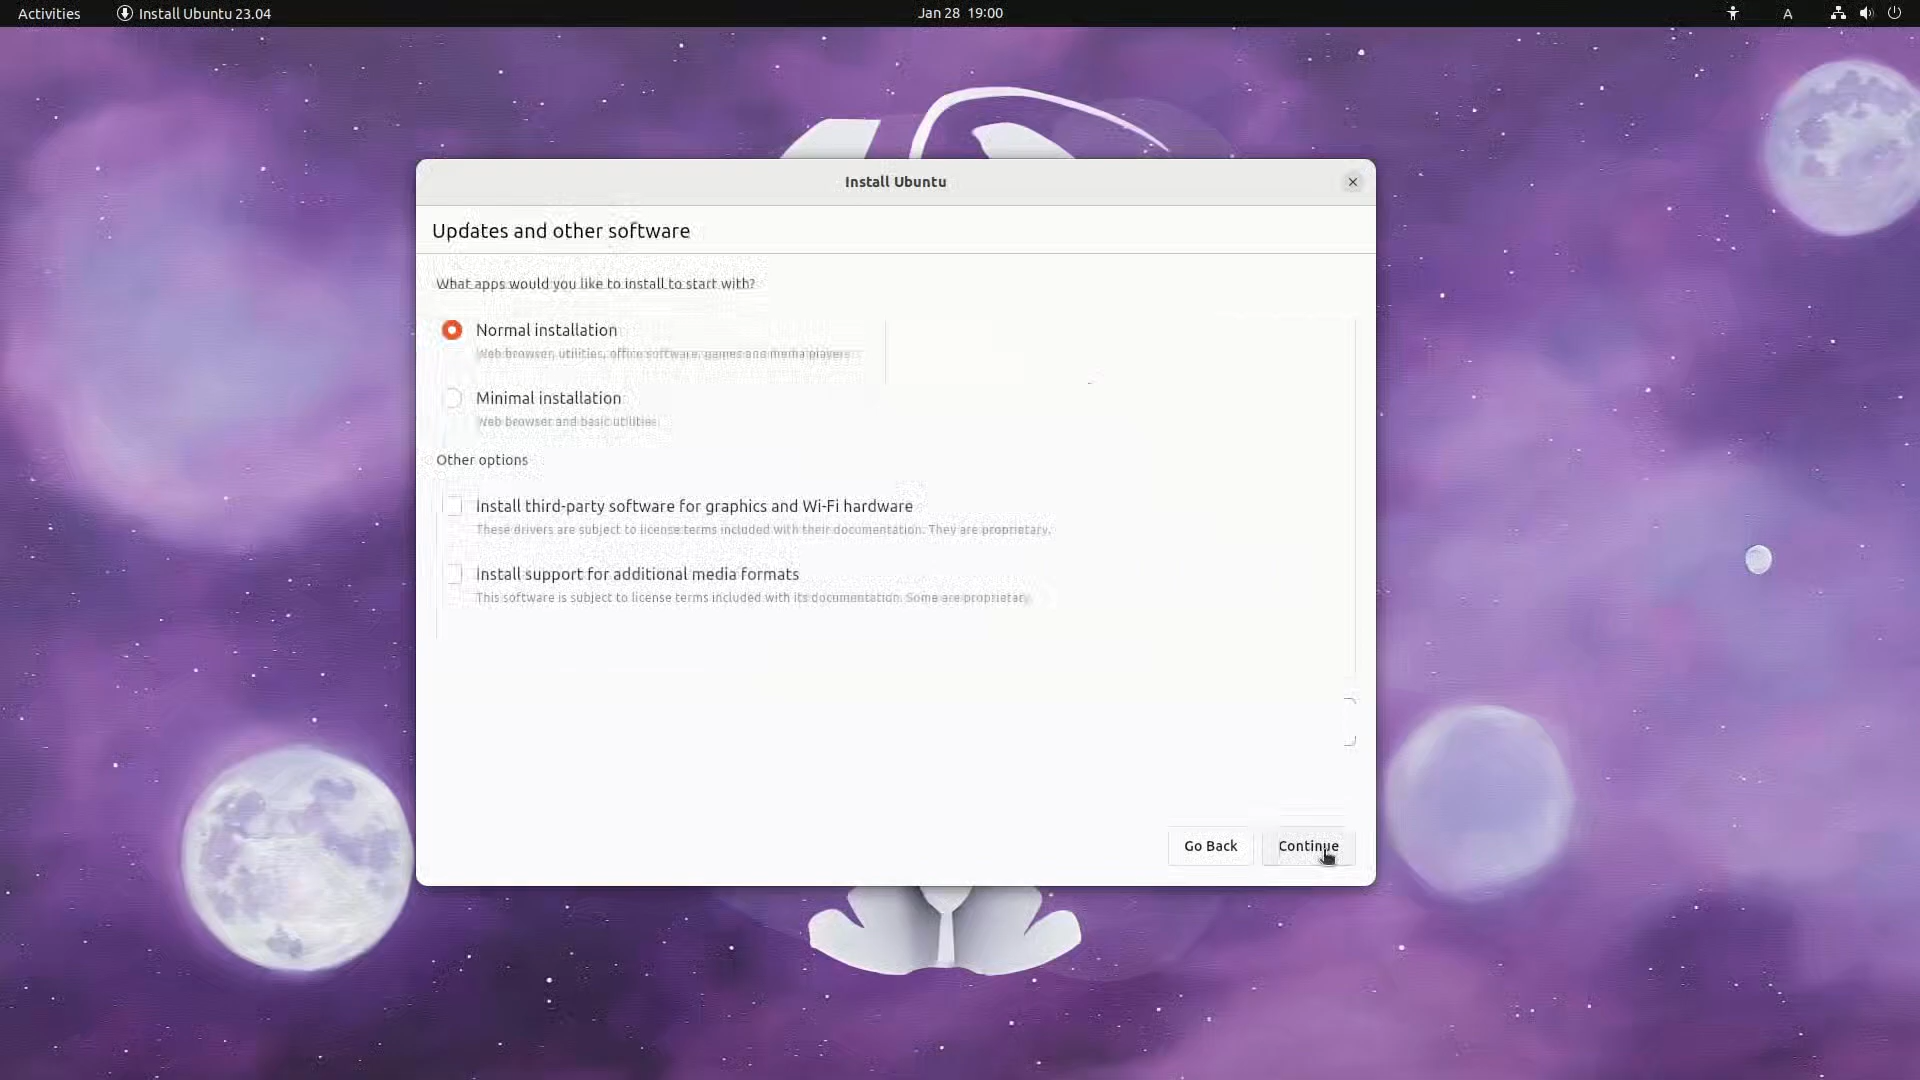 Activities
Install Ubuntu 23.04
Jan 28 19:00
A
Install Ubuntu
Updates and other software
What apps would you like to install to start with?
Normal installation
Web browser, utilities, office software, games and media players
Minimal installation
Web browser and basic utilities
Other options
Install third-party software for graphics and Wi-Fi hardware
These drivers are subject to license terms included with their documentation. They are proprietary.
Install support for additional media formats
This software is subject to license terms included with its documentation. Some are proprietary.
Go Back
Continue